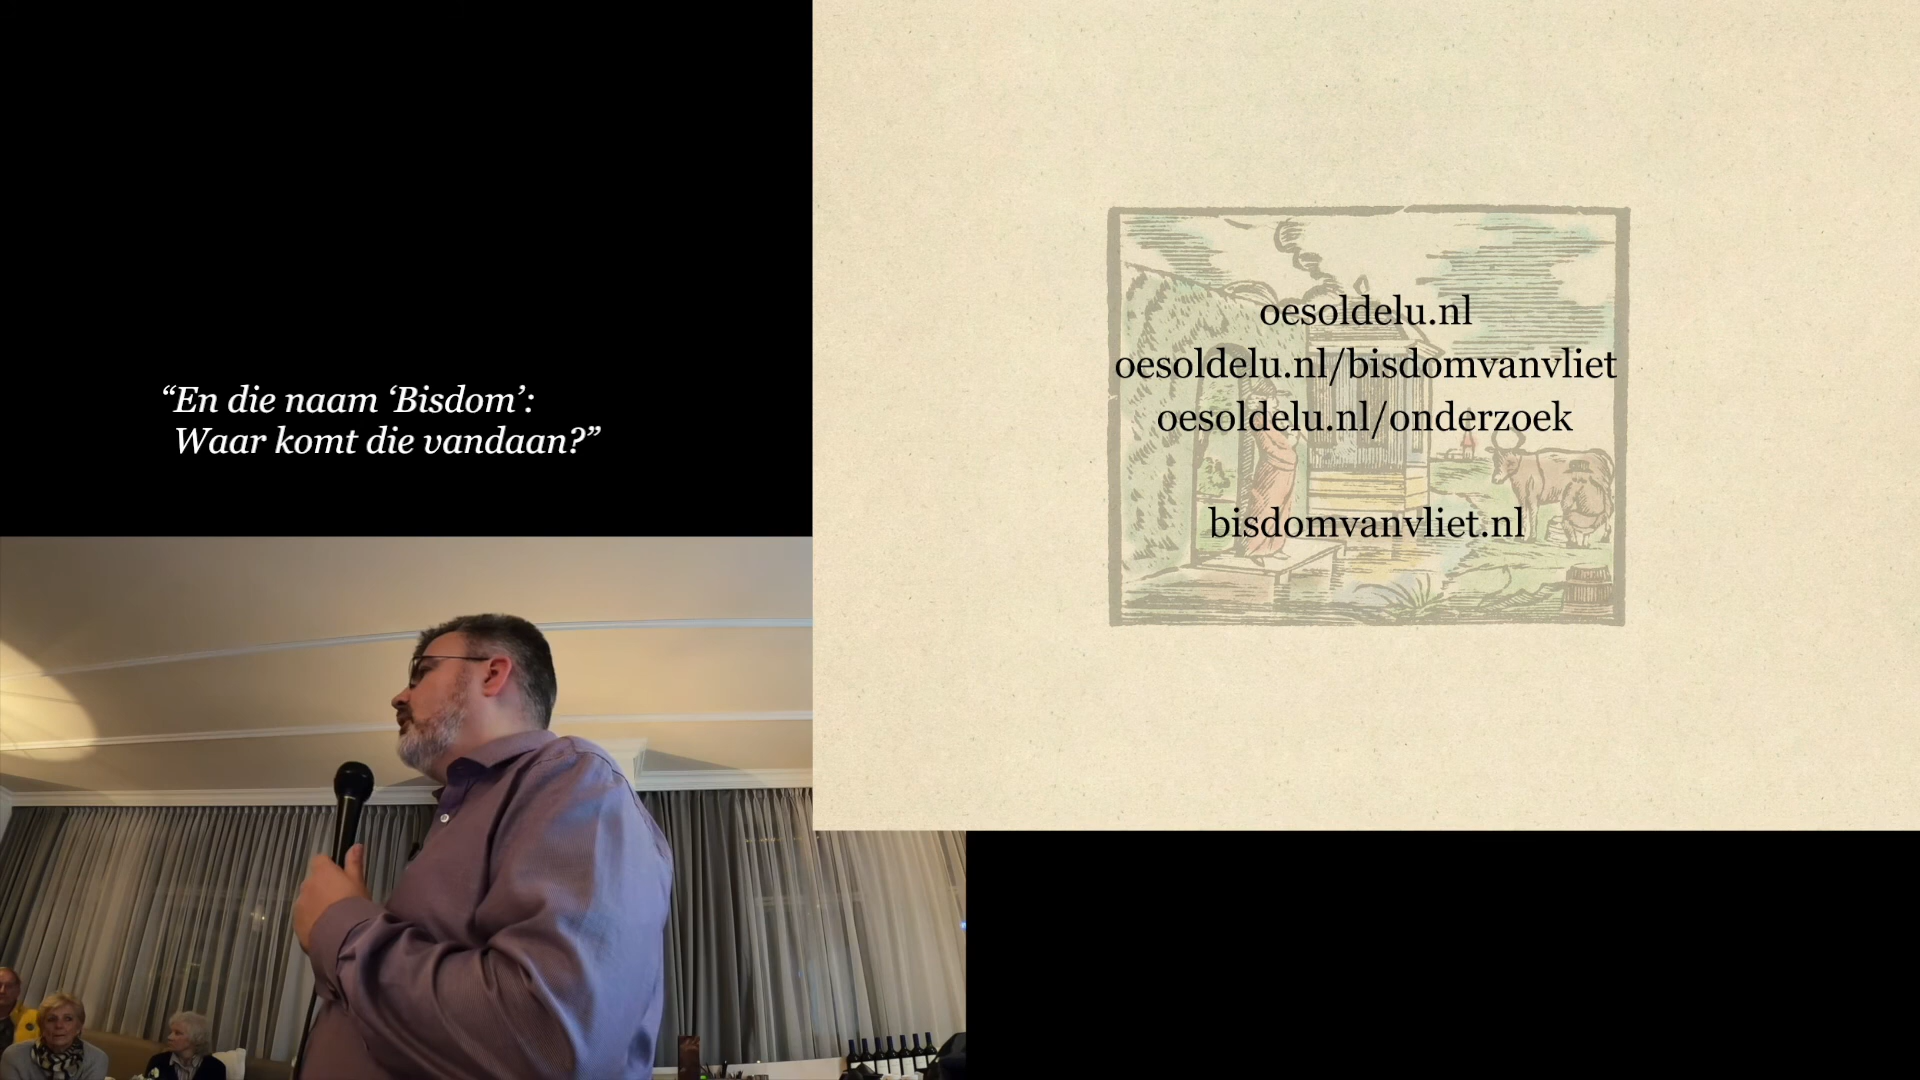 “En die naam ‘Bisdom’:
Waar komt die vandaan?”
oesoldelu.nl
oesoldelu.nl/bisdomvanvliet
oesoldelu.nl/onderzoek
bisdomvanvliet.nl